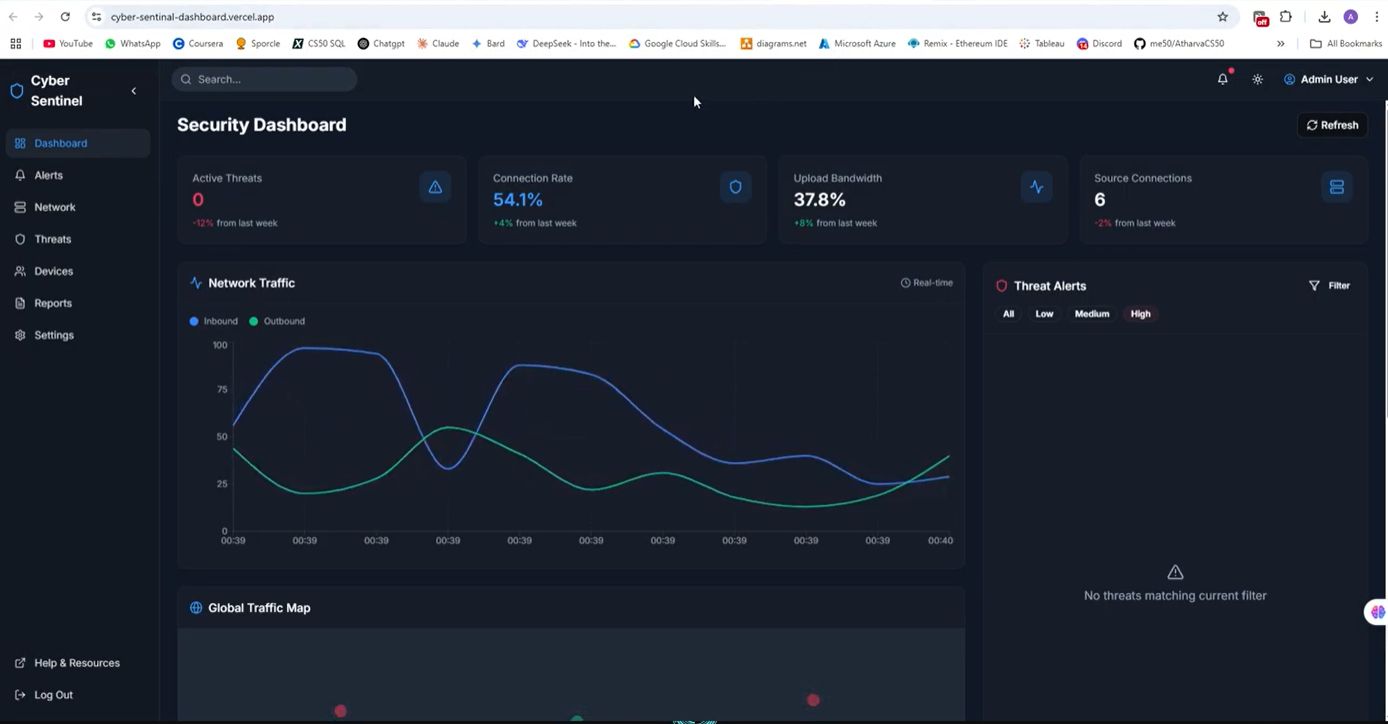 cyber-sentinal-dashboard.vercel.app
off
A
YouTube
WhatsApp
Coursera
Sporcle
CS50 SQL
Chatgpt
Claude
Bard
DeepSeek - Into the...
Google Cloud Skills...
diagrams.net
Microsoft Azure
Remix - Ethereum IDE
Tableau
Discord
me50/AtharvaCS50
»
All Bookmarks
Cyber
Sentinel
Search...
Admin User
Dashboard
Alerts
Network
Threats
Devices
Reports
Settings
Help & Resources
Log Out
Security Dashboard
Refresh
Active Threats
0
-12% from last week
Connection Rate
54.1%
+4% from last week
Upload Bandwidth
37.8%
+8% from last week
Source Connections
6
-2% from last week
Network Traffic
Real-time
Inbound
Outbound
100
75
50
25
0
00:39 00:39 00:39 00:39 00:39 00:39 00:39 00:39 00:39 00:39 00:40
Threat Alerts
Filter
All Low Medium High
No threats matching current filter
Global Traffic Map